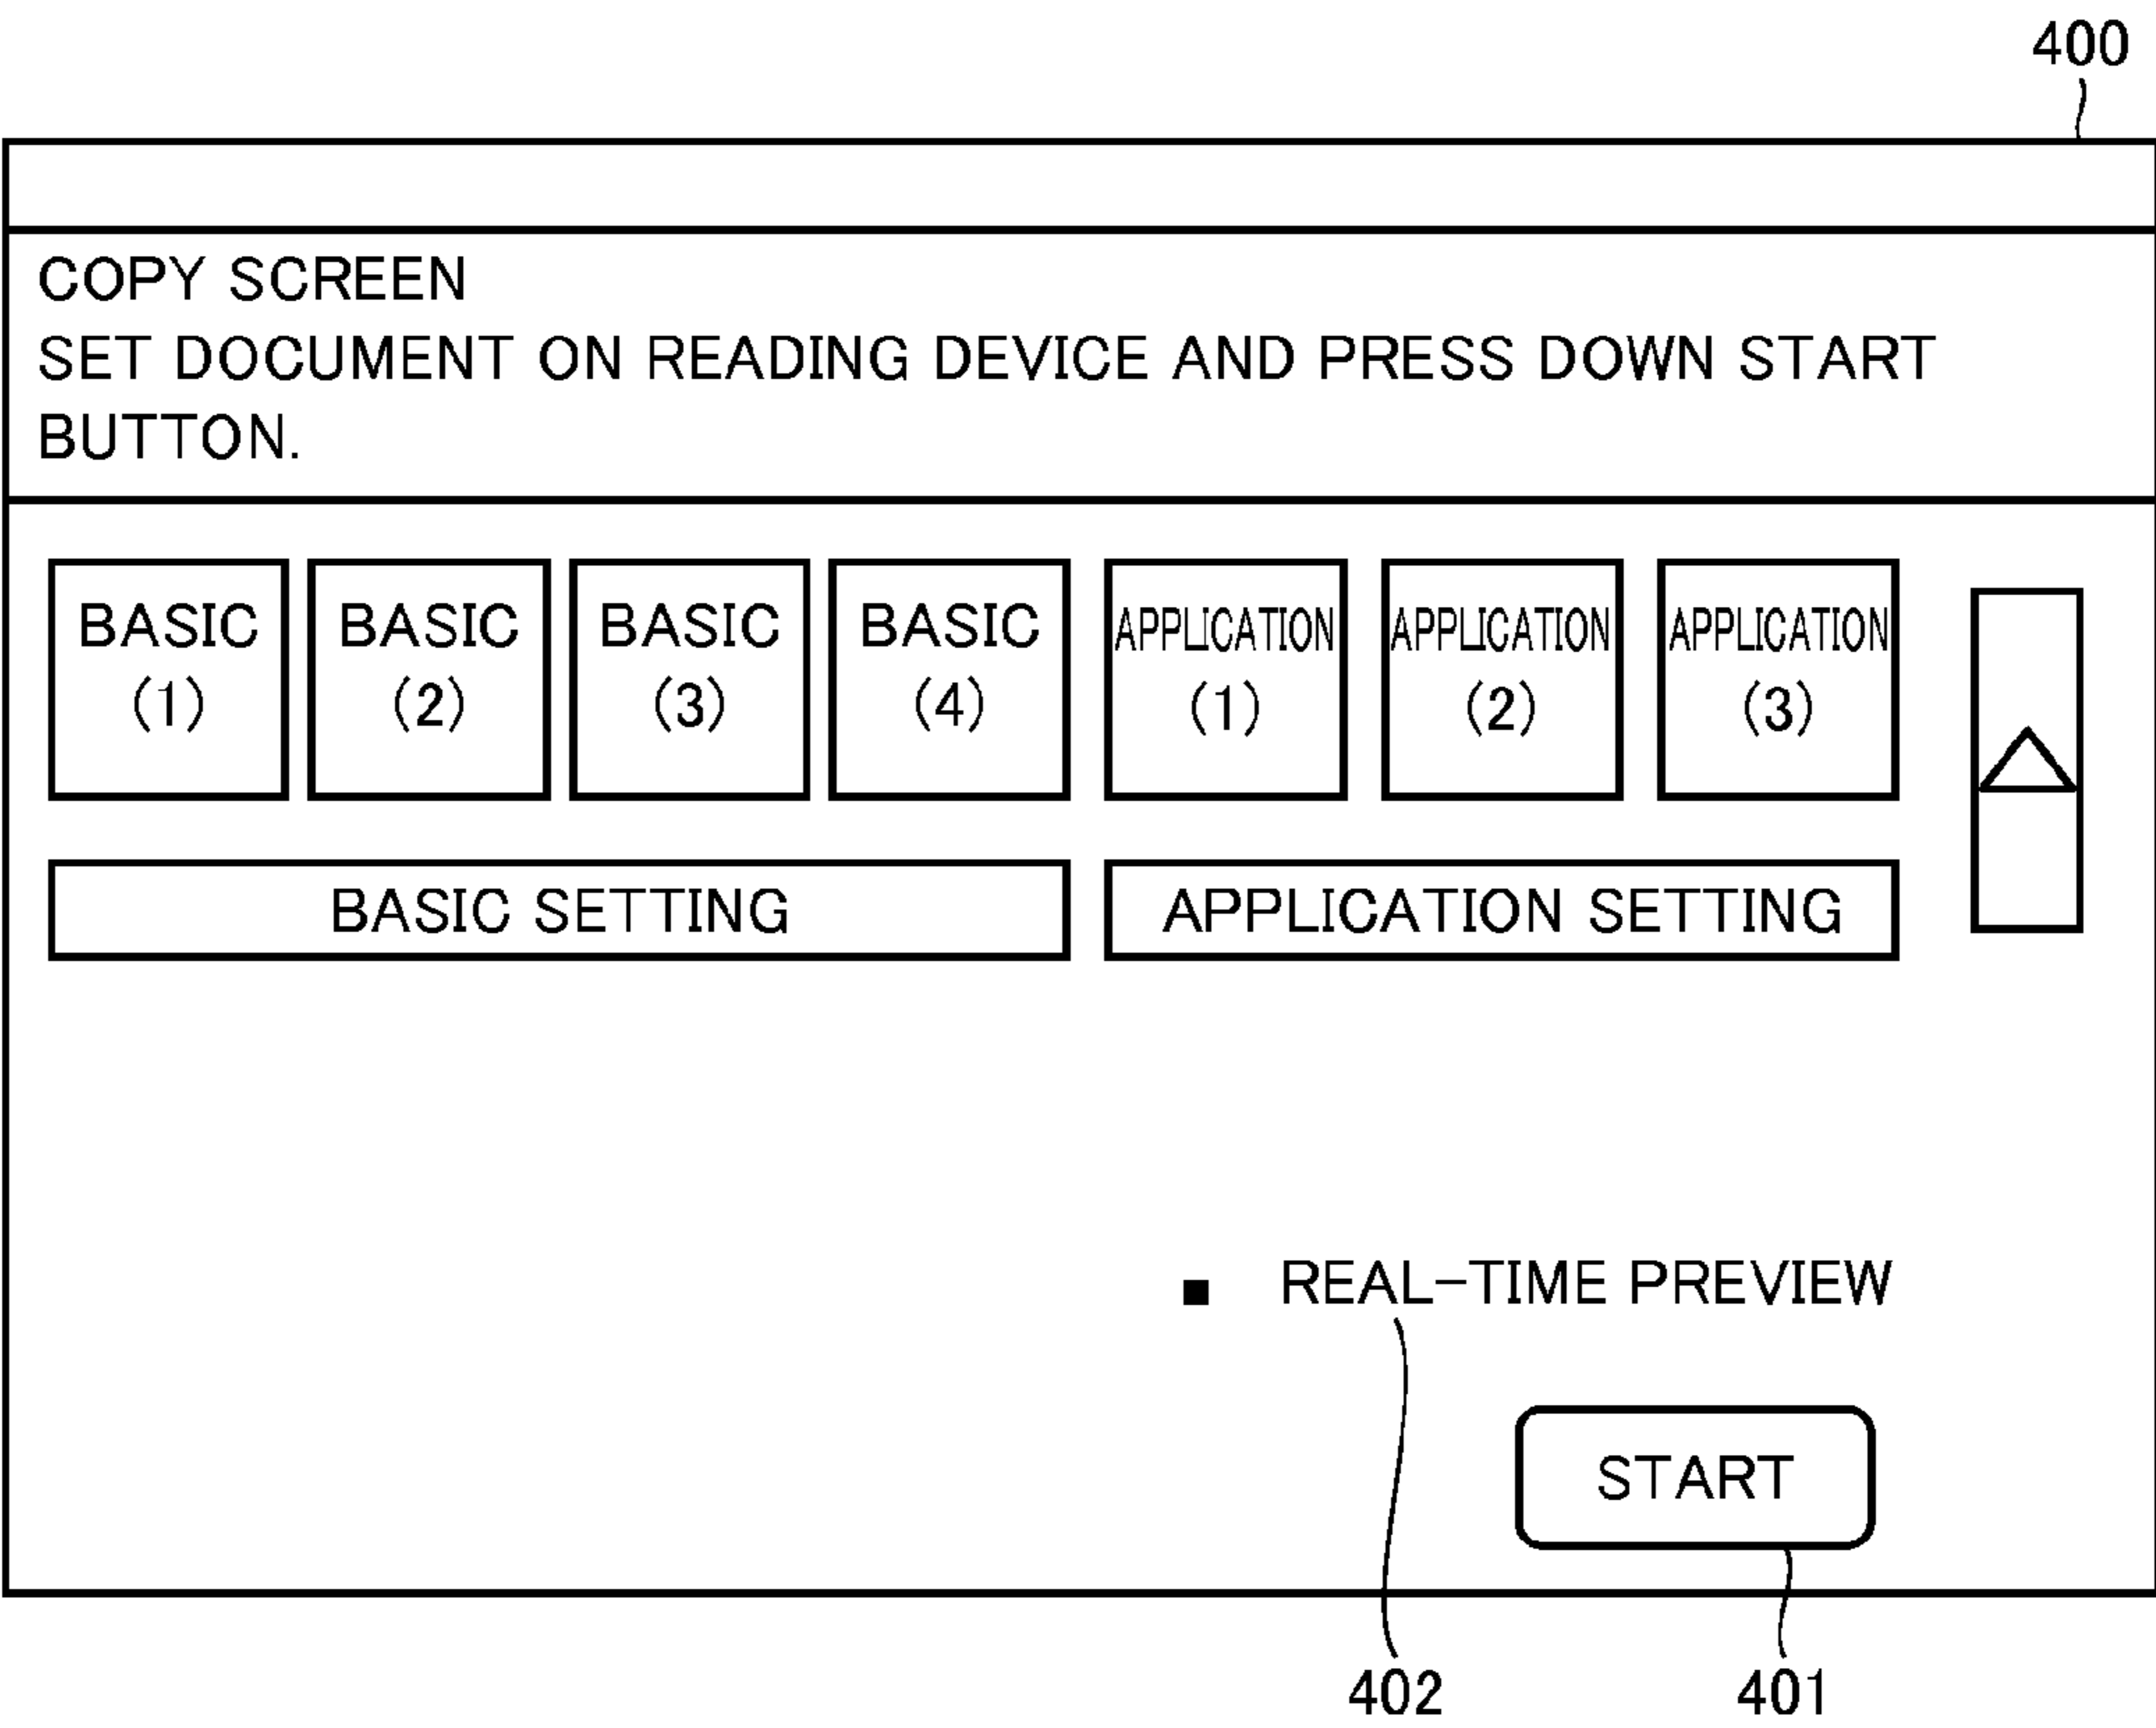 400
COPY SCREEN
SET DOCUMENT ON READING DEVICE AND PRESS DOWN START
BUTTON.
BASIC
(1)
BASIC
(2)
BASIC
(3)
BASIC
(4)
APPLICATION
(1)
APPLICATION
(2)
APPLICATION
(3)
BASIC SETTING
APPLICATION SETTING
■ REAL-TIME PREVIEW
START
402
401